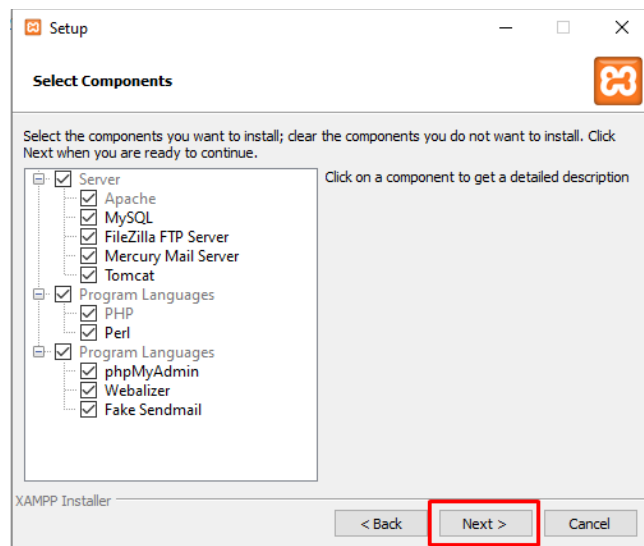 Setup
Select Components
Select the components you want to install; clear the components you do not want to install. Click
Next when you are ready to continue.
Server
Apache
MySQL
FileZilla FTP Server
Mercury Mail Server
Tomcat
Program Languages
PHP
Perl
Program Languages
phpMyAdmin
Webalizer
Fake Sendmail
Click on a component to get a detailed description
XAMPP Installer
< Back
Next >
Cancel